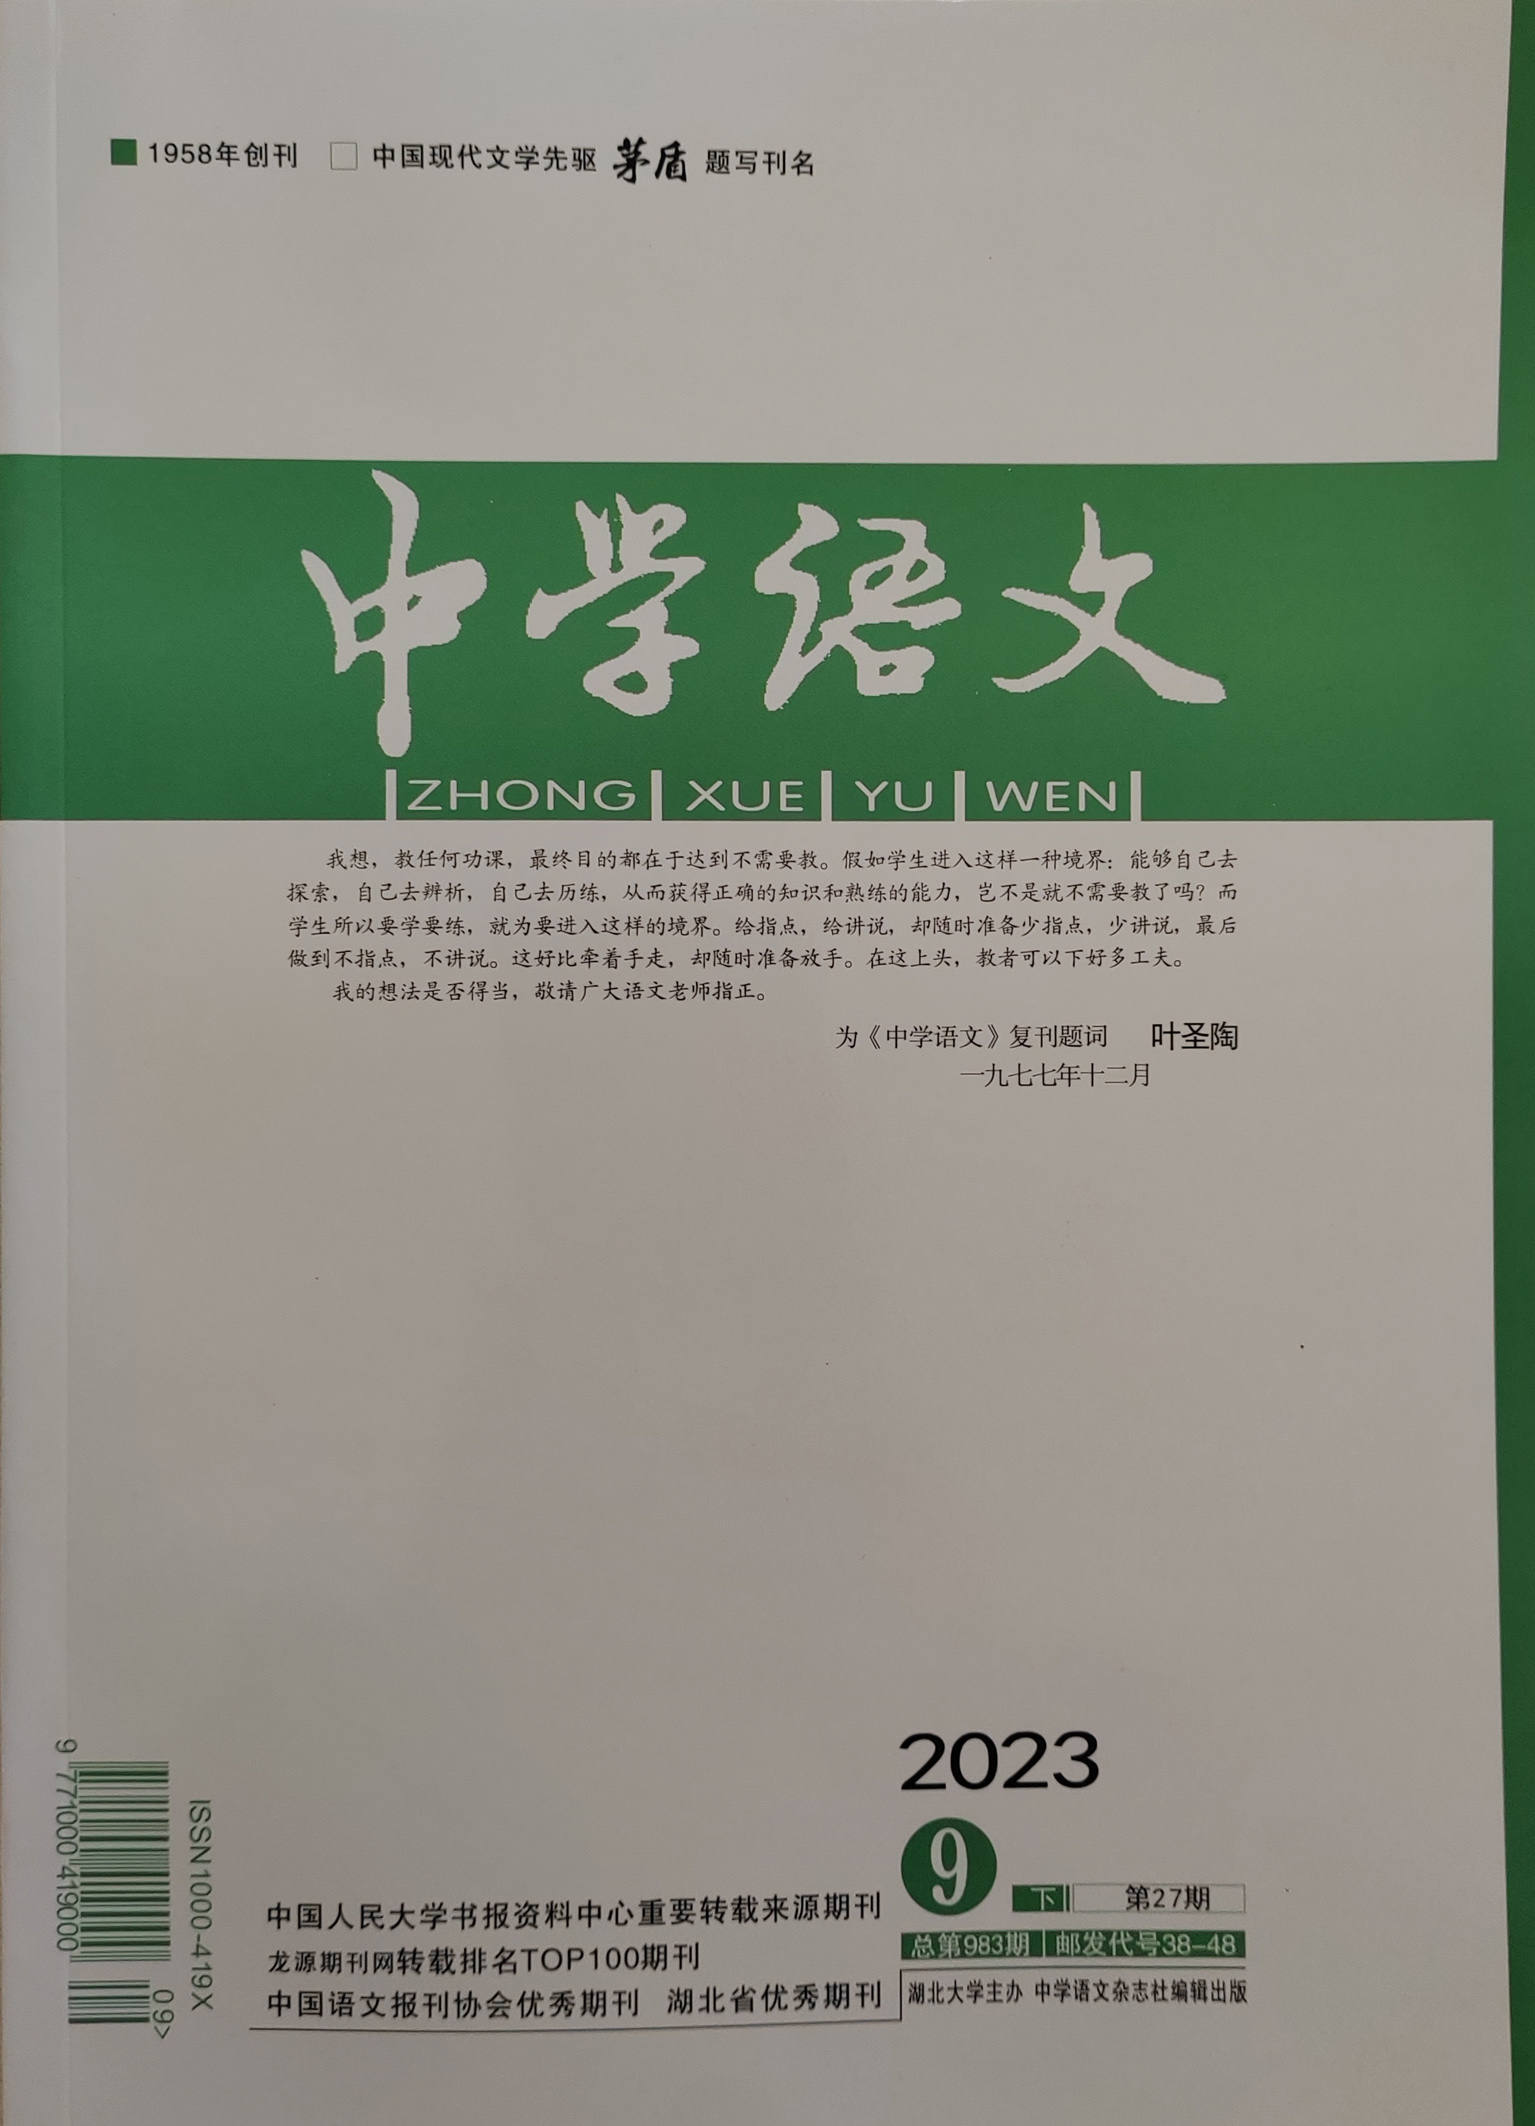 1958年创刊 中国现代文学先驱 茅盾 题写刊名
中学语文
ZHONG XUE YU WEN
我想，教任何功课，最终目的都在于达到不需要教。假如学生进入这样一种境界：能够自己去
探索，自己去辨析，自己去历练，从而获得正确的知识和熟练的能力，岂不是就不需要教了吗？而
学生所以要学要练，就为要进入这样的境界。给指点，给讲说，却随时准备少指点，少讲说，最后
做到不指点，不讲说。这好比牵着手走，却随时准备放手。在这上头，教者可以下好多工夫。
我的想法是否得当，敬请广大语文老师指正。
为《中学语文》复刊题词 叶圣陶
一九七七年十二月
2023
9
下 第27期
总第983期 邮发代号38-48
湖北大学主办 中学语文杂志社编辑出版
中国人民大学书报资料中心重要转载来源期刊
龙源期刊网转载排名TOP100期刊
中国语文报刊协会优秀期刊 湖北省优秀期刊
ISSN1000-419X
9 771000 419000
09>